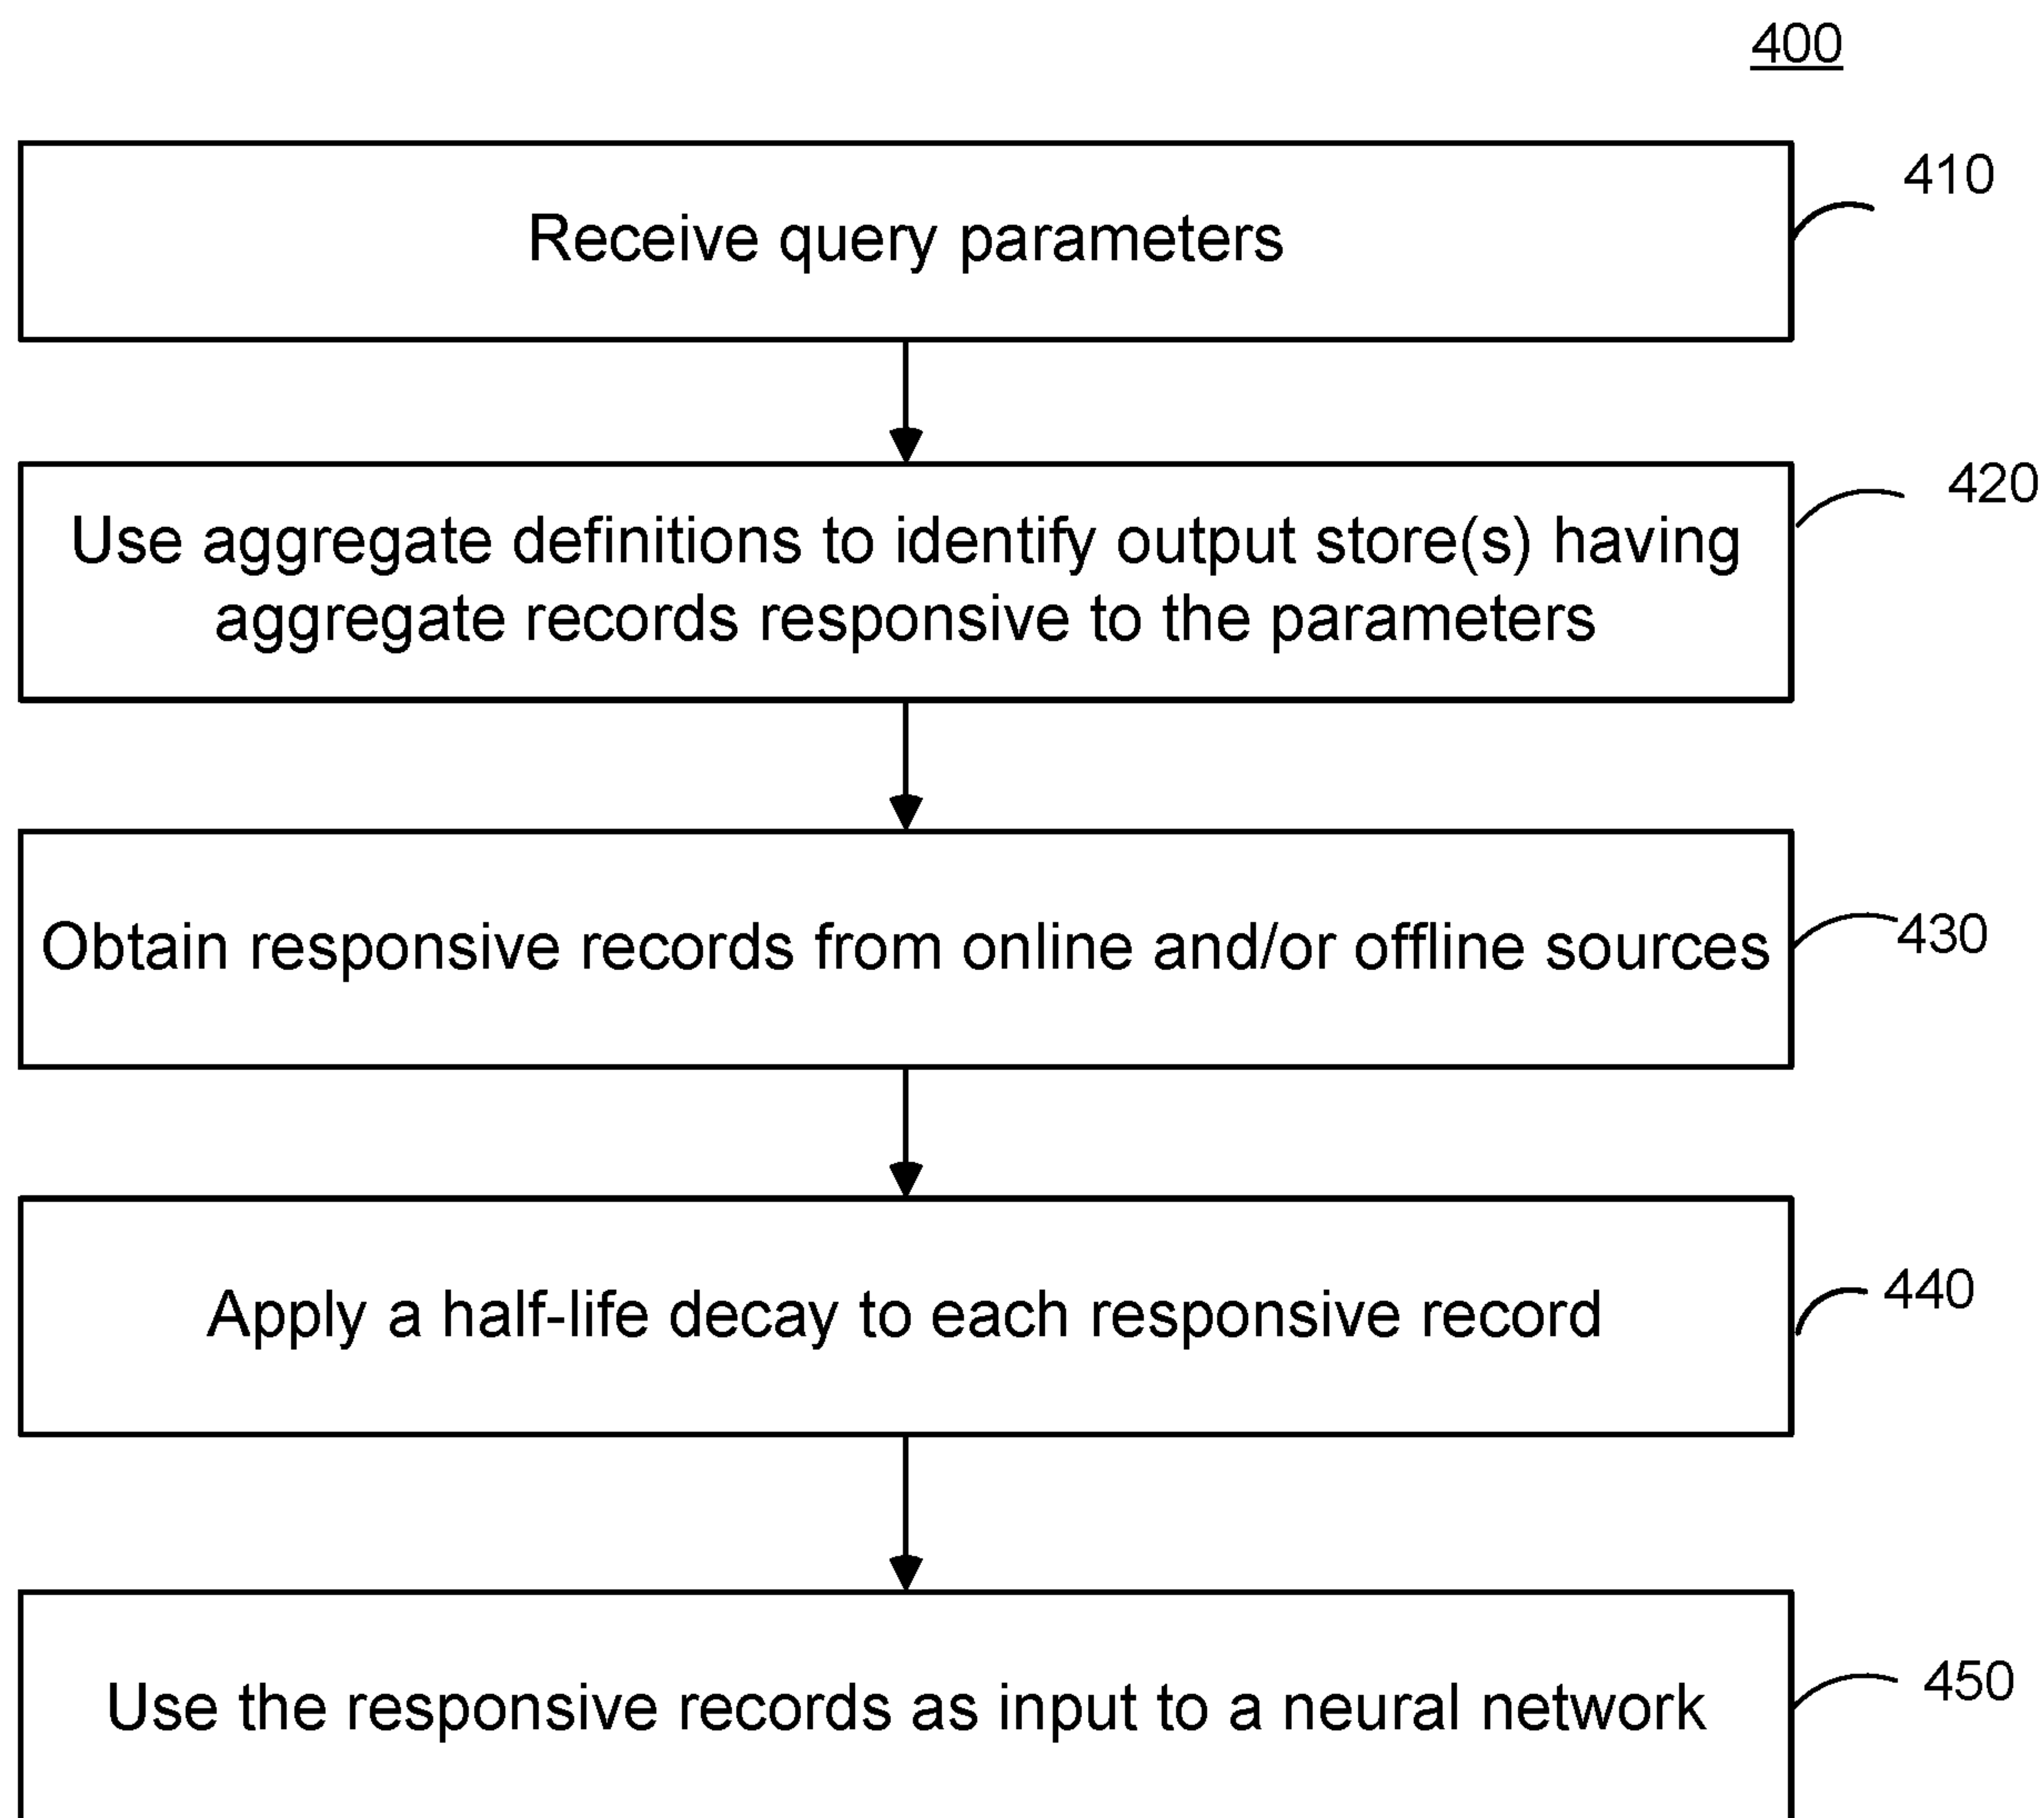 400
Receive query parameters
410
Use aggregate definitions to identify output store(s) having
aggregate records responsive to the parameters
420
Obtain responsive records from online and/or offline sources
430
Apply a half-life decay to each responsive record
440
Use the responsive records as input to a neural network
450